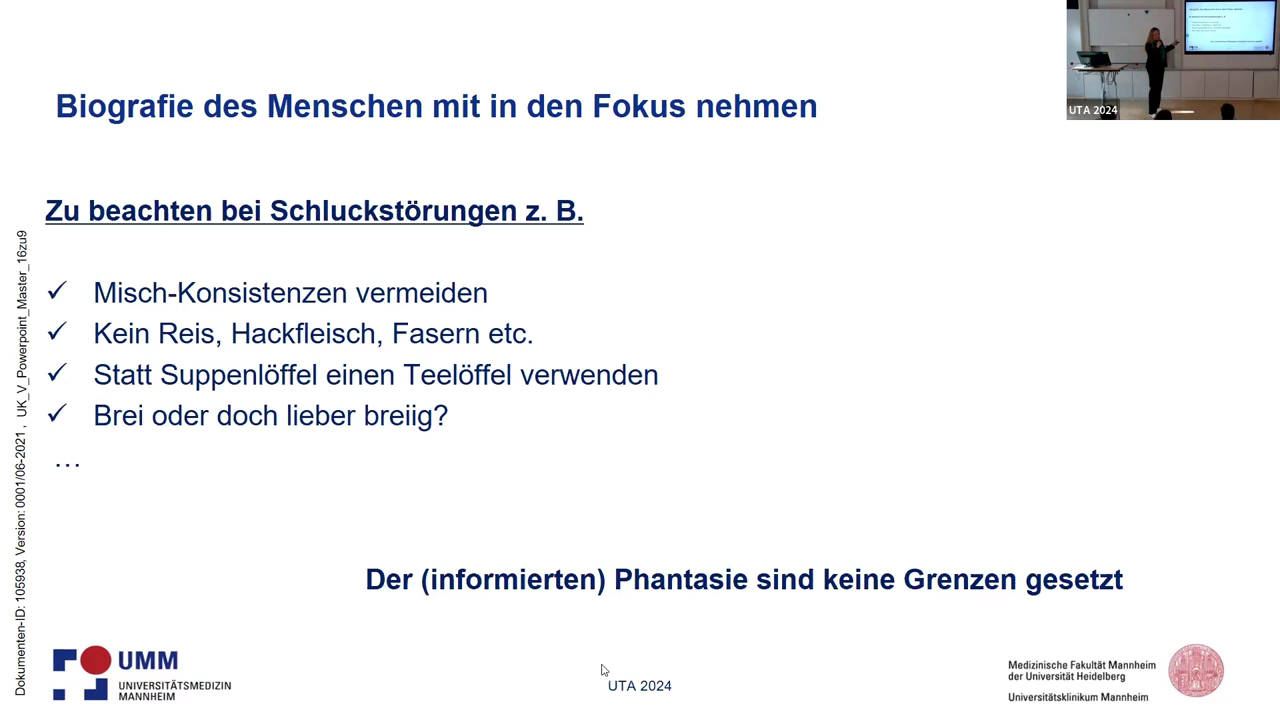 UTA 2024
Biografie des Menschen mit in den Fokus nehmen
Zu beachten bei Schluckstörungen z. B.
✓ Misch-Konsistenzen vermeiden
✓ Kein Reis, Hackfleisch, Fasern etc.
✓ Statt Suppenlöffel einen Teelöffel verwenden
✓ Brei oder doch lieber breiig?
…
Der (informierten) Phantasie sind keine Grenzen gesetzt
Dokumenten-ID: 105938, Version: 0001/06-2021 , UK_V_Powerpoint_Master_16zu9
UMM
UNIVERSITÄTSMEDIZIN
MANNHEIM
UTA 2024
Medizinische Fakultät Mannheim
der Universität Heidelberg
Universitätsklinikum Mannheim